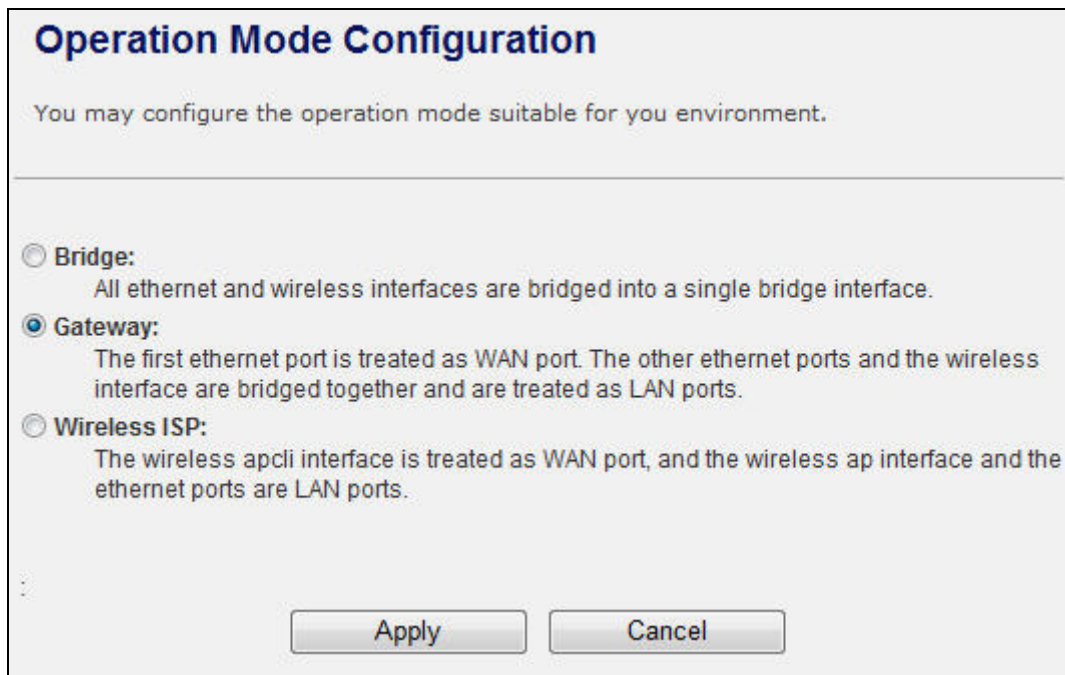 Operation Mode Configuration
You may configure the operation mode suitable for you environment.
Bridge:
All ethernet and wireless interfaces are bridged into a single bridge interface.
Gateway:
The first ethernet port is treated as WAN port. The other ethernet ports and the wireless
interface are bridged together and are treated as LAN ports.
Wireless ISP:
The wireless apcli interface is treated as WAN port, and the wireless ap interface and the
ethernet ports are LAN ports.
:
Apply Cancel